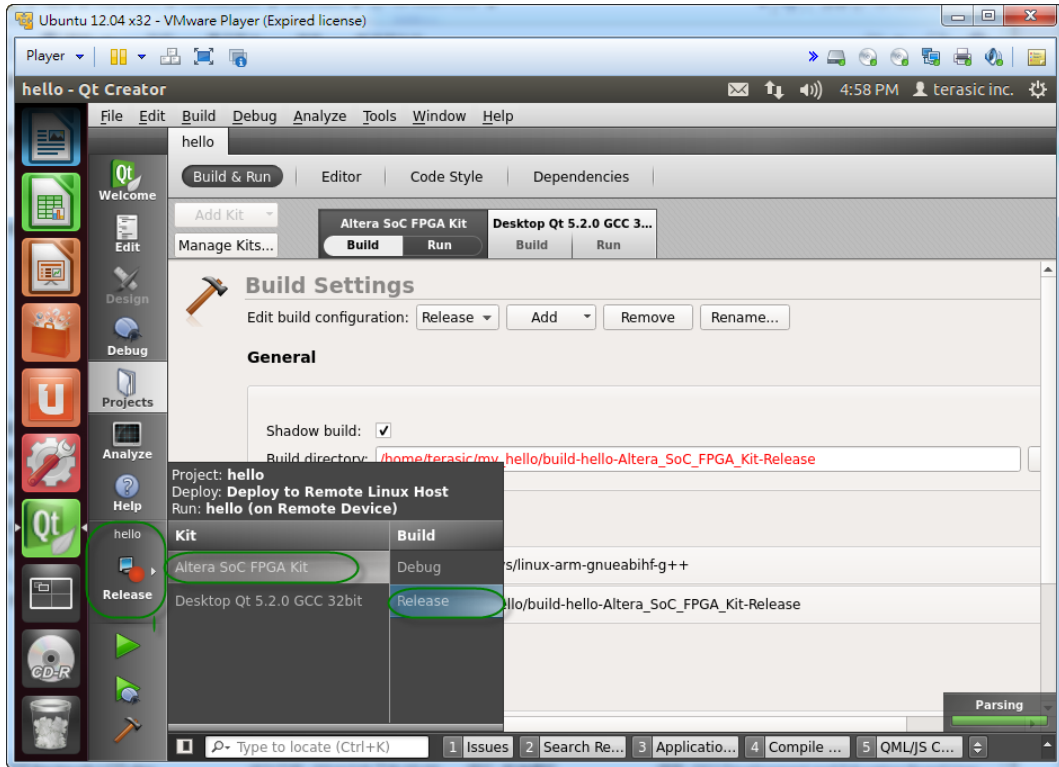 Ubuntu 12.04 x32 - VMware Player (Expired license)
Player
hello - Qt Creator
4:58 PM terasic inc.
File Edit Build Debug Analyze Tools Window Help
hello
Build & Run Editor Code Style Dependencies
Welcome
Edit
Design
Debug
Projects
Analyze
Help
hello
Release
CD-R
Add Kit
Manage Kits...
Altera SoC FPGA Kit
Build Run
Desktop Qt 5.2.0 GCC 3...
Build Run
Build Settings
Edit build configuration: Release Add Remove Rename...
General
Shadow build:
Build directory: /home/terasic/my_hello/build-hello-Altera_SoC_FPGA_Kit-Release
Project: hello
Deploy: Deploy to Remote Linux Host
Run: hello (on Remote Device)
Kit Build
Altera SoC FPGA Kit Debug
Desktop Qt 5.2.0 GCC 32bit Release
s/linux-arm-gnueabihf-g++
llo/build-hello-Altera_SoC_FPGA_Kit-Release
Parsing
Type to locate (Ctrl+K)
1 Issues 2 Search Re... 3 Applicatio... 4 Compile ... 5 QML/JS C...